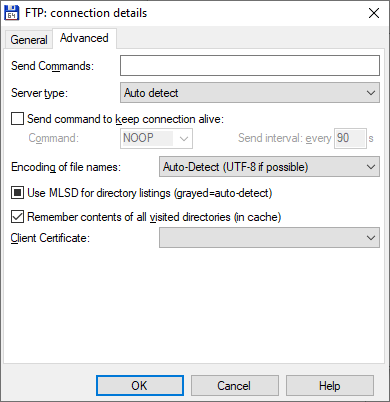 FTP: connection details
General Advanced
Send Commands:
Server type: Auto detect
Send command to keep connection alive:
Command: NOOP Send interval: every 90 s
Encoding of file names: Auto-Detect (UTF-8 if possible)
Use MLSD for directory listings (grayed=auto-detect)
Remember contents of all visited directories (in cache)
Client Certificate:
OK Cancel Help